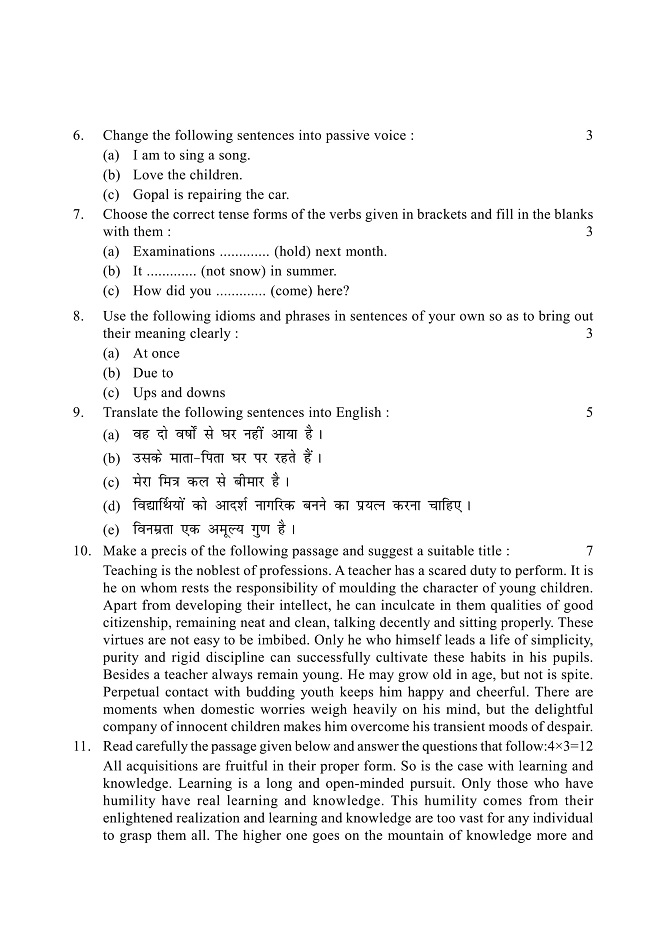 6. Change the following sentences into passive voice : 3
(a) I am to sing a song.
(b) Love the children.
(c) Gopal is repairing the car.
7. Choose the correct tense forms of the verbs given in brackets and fill in the blanks
with them : 3
(a) Examinations ............. (hold) next month.
(b) It ............. (not snow) in summer.
(c) How did you ............. (come) here?
8. Use the following idioms and phrases in sentences of your own so as to bring out
their meaning clearly : 3
(a) At once
(b) Due to
(c) Ups and downs
9. Translate the following sentences into English : 5
(a) वह दो वर्षों से घर नहीं आया है ।
(b) उसके माता-पिता घर पर रहते हैं ।
(c) मेरा मित्र कल से बीमार है ।
(d) विद्यार्थियों को आदर्श नागरिक बनने का प्रयत्न करना चाहिए ।
(e) विनम्रता एक अमूल्य गुण है ।
10. Make a precis of the following passage and suggest a suitable title : 7
Teaching is the noblest of professions. A teacher has a scared duty to perform. It is
he on whom rests the responsibility of moulding the character of young children.
Apart from developing their intellect, he can inculcate in them qualities of good
citizenship, remaining neat and clean, talking decently and sitting properly. These
virtues are not easy to be imbibed. Only he who himself leads a life of simplicity,
purity and rigid discipline can successfully cultivate these habits in his pupils.
Besides a teacher always remain young. He may grow old in age, but not is spite.
Perpetual contact with budding youth keeps him happy and cheerful. There are
moments when domestic worries weigh heavily on his mind, but the delightful
company of innocent children makes him overcome his transient moods of despair.
11. Read carefully the passage given below and answer the questions that follow:4×3=12
All acquisitions are fruitful in their proper form. So is the case with learning and
knowledge. Learning is a long and open-minded pursuit. Only those who have
humility have real learning and knowledge. This humility comes from their
enlightened realization and learning and knowledge are too vast for any individual
to grasp them all. The higher one goes on the mountain of knowledge more and